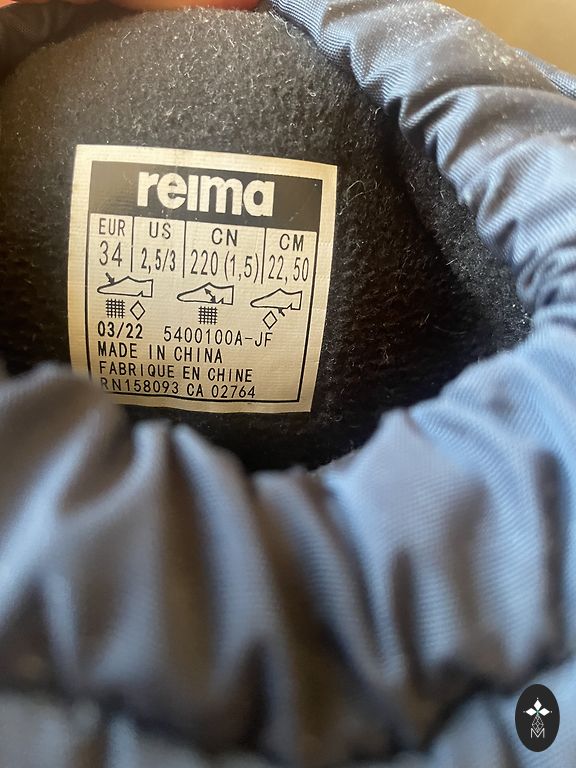 reima
EUR US CN CM
34 2,5/3 220(1,5) 22,50
03/22 5400100A-JF
MADE IN CHINA
FABRIQUE EN CHINE
RN158093 CA 02764
M